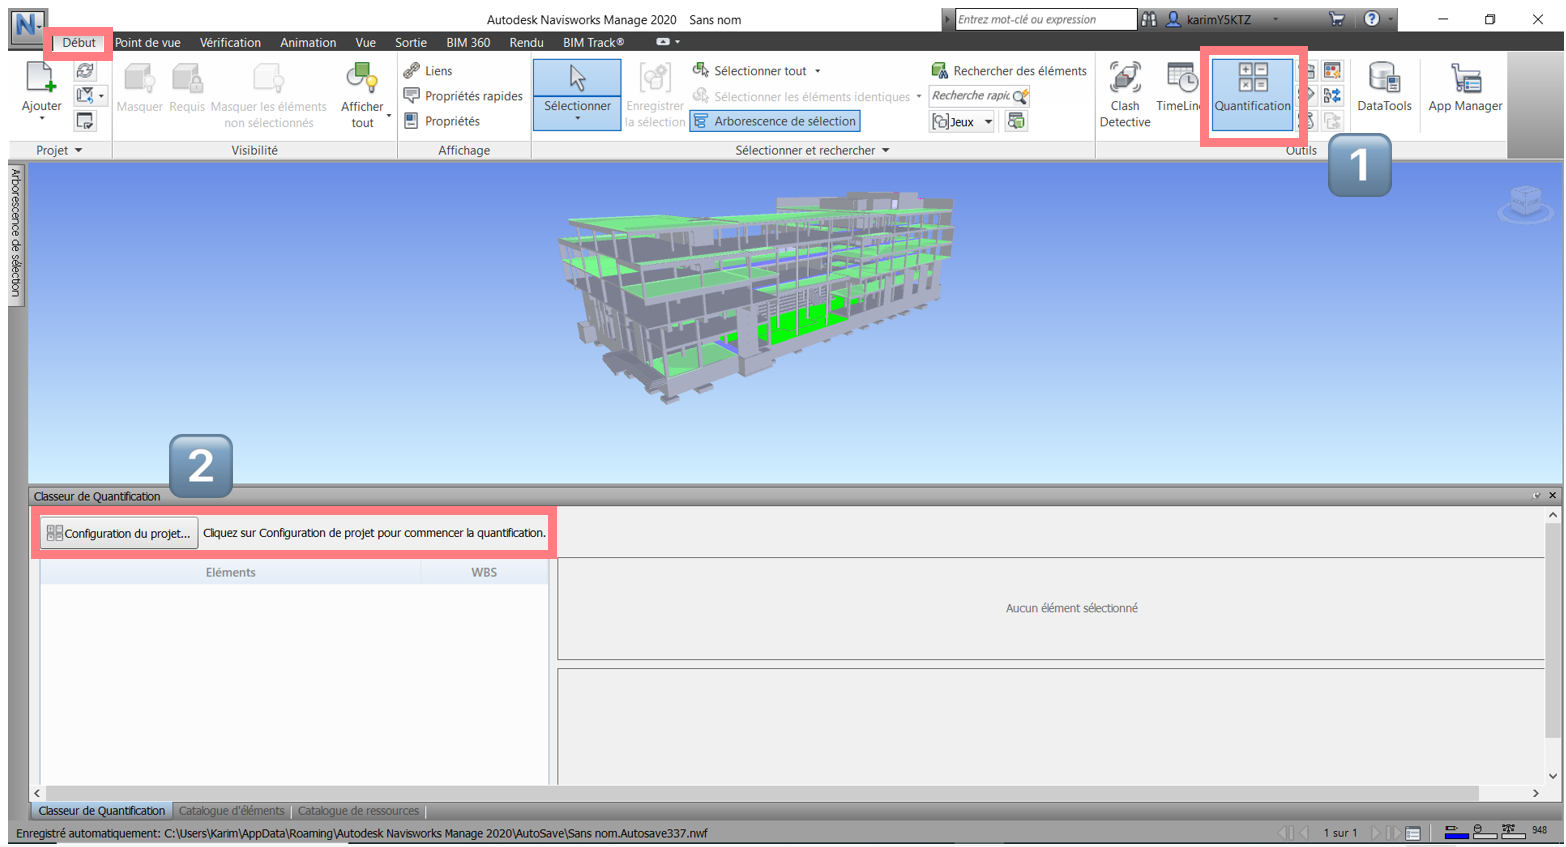 Autodesk Navisworks Manage 2020 Sans nom
Entrez mot-clé ou expression
karimY5KTZ
Début Point de vue Vérification Animation Vue Sortie BIM 360 Rendu BIM Track®
Ajouter
Projet
Masquer
Requis
Masquer les éléments
non sélectionnés
Afficher
tout
Visibilité
Liens
Propriétés rapides
Propriétés
Affichage
Sélectionner
Enregistrer
la sélection
Sélectionner tout
Sélectionner les éléments identiques
Arborescence de sélection
Rechercher des éléments
Jeux
Sélectionner et rechercher
Clash
Detective
Quantification
DataTools
App Manager
Outils
1
Arborescence de sélection
2
Classeur de Quantification
Configuration du projet...
Cliquez sur Configuration de projet pour commencer la quantification.
Eléments
WBS
Aucun élément sélectionné
Classeur de Quantification
Catalogue d'éléments
Catalogue de ressources
Enregistré automatiquement: C:\Users\Karim\AppData\Roaming\Autodesk Navisworks Manage 2020\AutoSave\Sans nom.Autosave337.nwf
1 sur 1
948